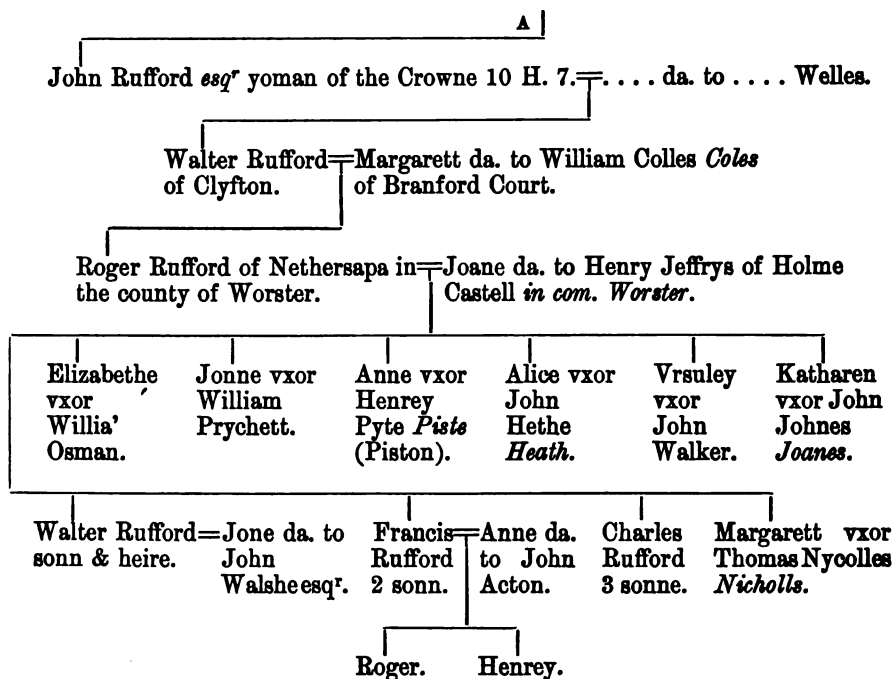 A
John Rufford esqʳ yoman of the Crowne 10 H. 7.=. . . . da. to . . . . Welles.
Walter Rufford=Margarett da. to William Colles Coles
of Clyfton. of Branford Court.
Roger Rufford of Nethersapa in=Joane da. to Henry Jeffrys of Holme
the county of Worster. Castell in com. Worster.
Elizabethe Jonne vxor Anne vxor Alice vxor Vrsuley Katharen
vxor William Henrey John vxor vxor John
Willia' Prychett. Pyte Piste Hethe John Johnes
Osman. (Piston). Heath. Walker. Joanes.
Walter Rufford=Jone da. to Francis=Anne da. Charles Margarett vxor
sonn & heire. John Rufford to John Rufford Thomas Nycolles
Walshe esqʳ. 2 sonn. Acton. 3 sonne. Nicholls.
Roger. Henrey.